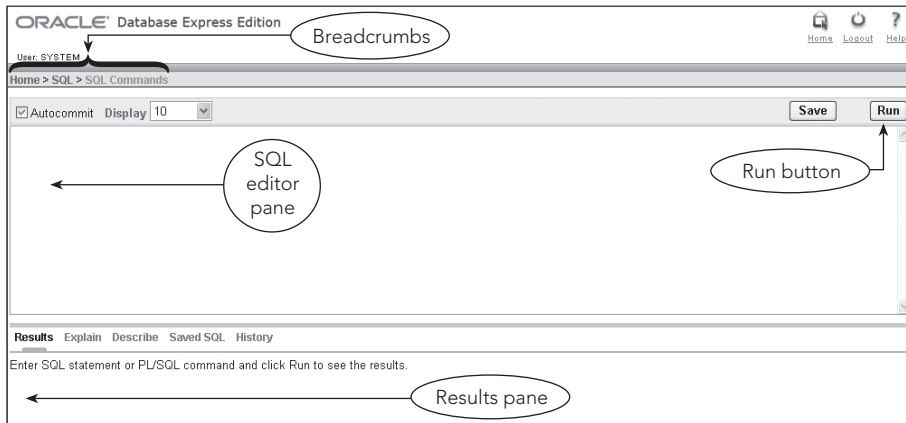 ORACLE® Database Express Edition
Home Logout Help
User: SYSTEM
Breadcrumbs
Home > SQL > SQL Commands
Autocommit Display 10
Save Run
SQL editor pane
Run button
Results Explain Describe Saved SQL History
Enter SQL statement or PL/SQL command and click Run to see the results.
Results pane